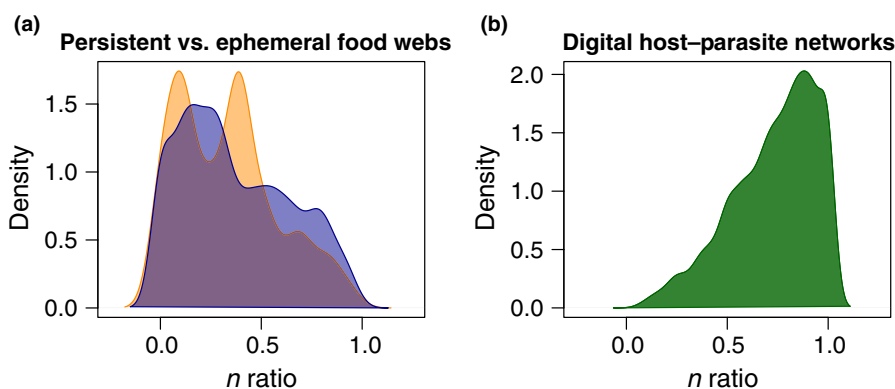 (a)
Persistent vs. ephemeral food webs
Density
1.5
1.0
0.5
0.0
0.0 0.5 1.0
n ratio
(b)
Digital host–parasite networks
Density
2.0
1.5
1.0
0.5
0.0
0.0 0.5 1.0
n ratio